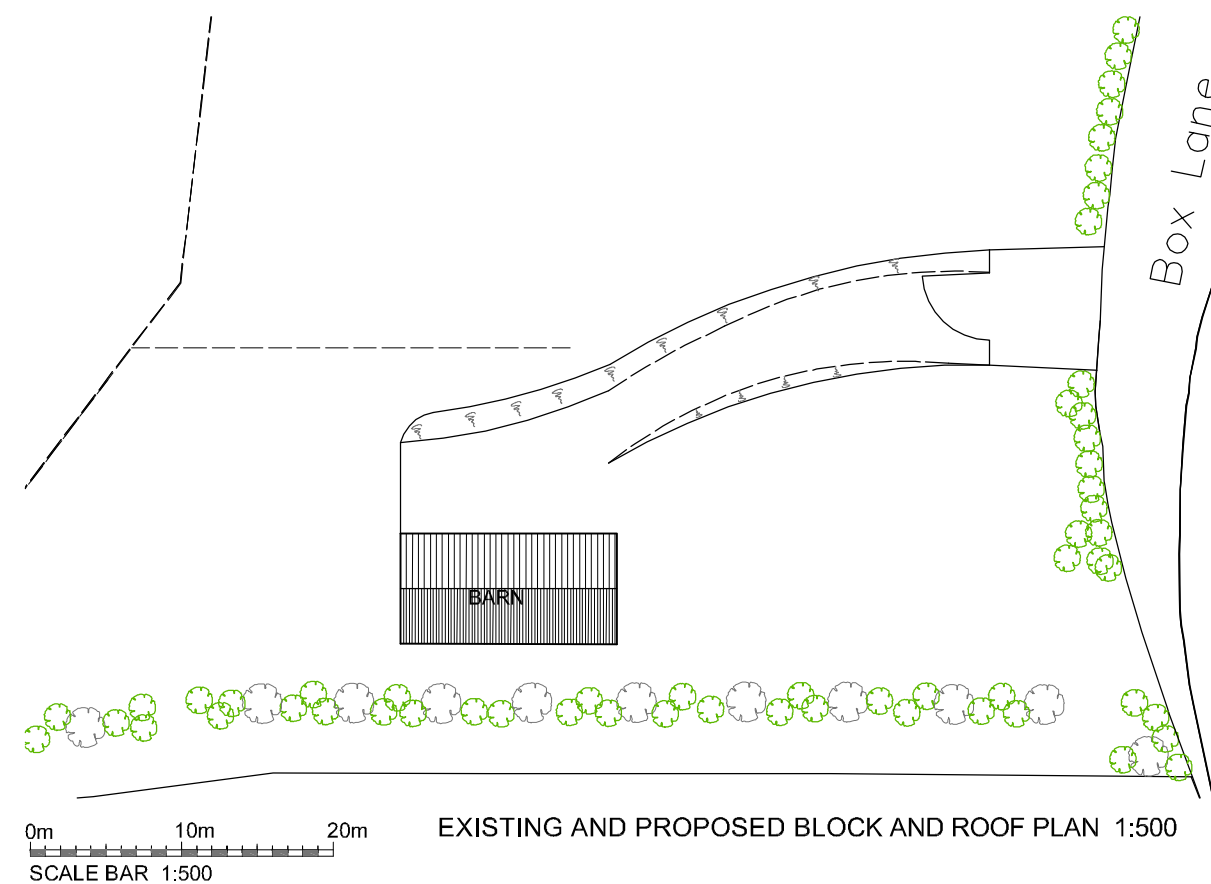 Box Lane
BARN
0m 10m 20m
SCALE BAR 1:500
EXISTING AND PROPOSED BLOCK AND ROOF PLAN 1:500